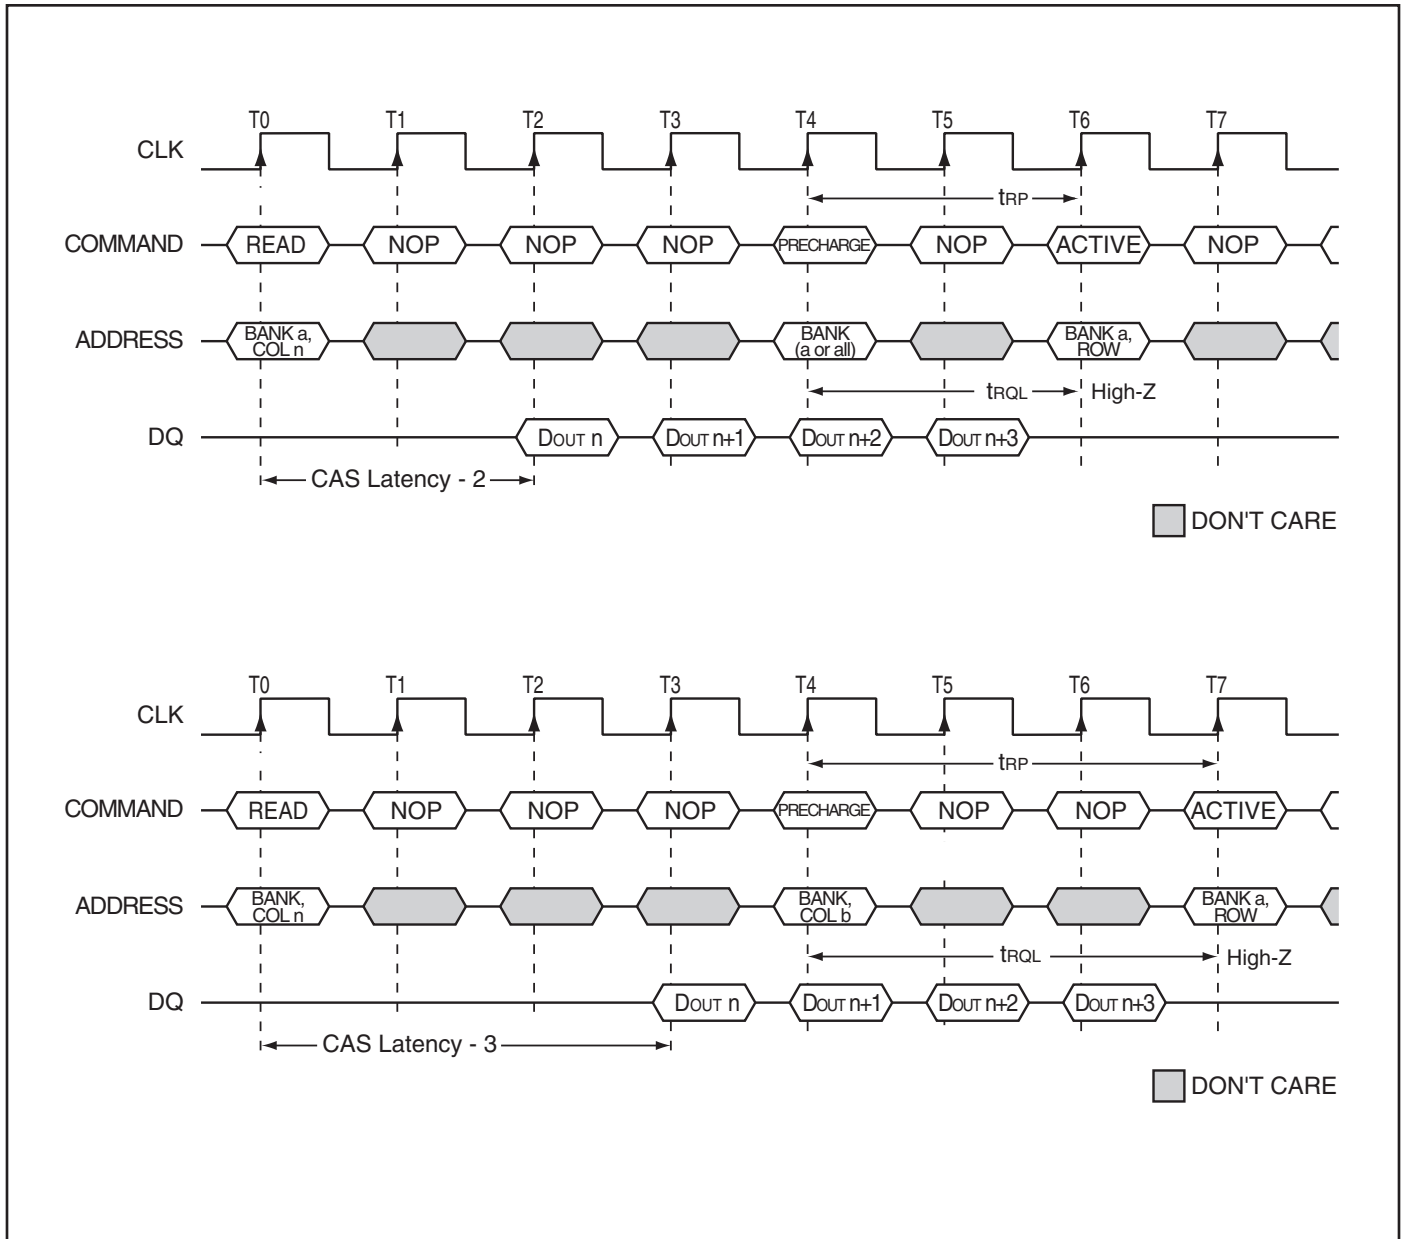 T0 T1 T2 T3 T4 T5 T6 T7
CLK
tRP
COMMAND READ NOP NOP NOP PRECHARGE NOP ACTIVE NOP
ADDRESS BANK a, COL n BANK (a or all) BANK a, ROW
tRQL High-Z
DQ DOUT n DOUT n+1 DOUT n+2 DOUT n+3
CAS Latency - 2
DON'T CARE
T0 T1 T2 T3 T4 T5 T6 T7
CLK
tRP
COMMAND READ NOP NOP NOP PRECHARGE NOP NOP ACTIVE
ADDRESS BANK, COL n BANK, COL b BANK a, ROW
tRQL High-Z
DQ DOUT n DOUT n+1 DOUT n+2 DOUT n+3
CAS Latency - 3
DON'T CARE